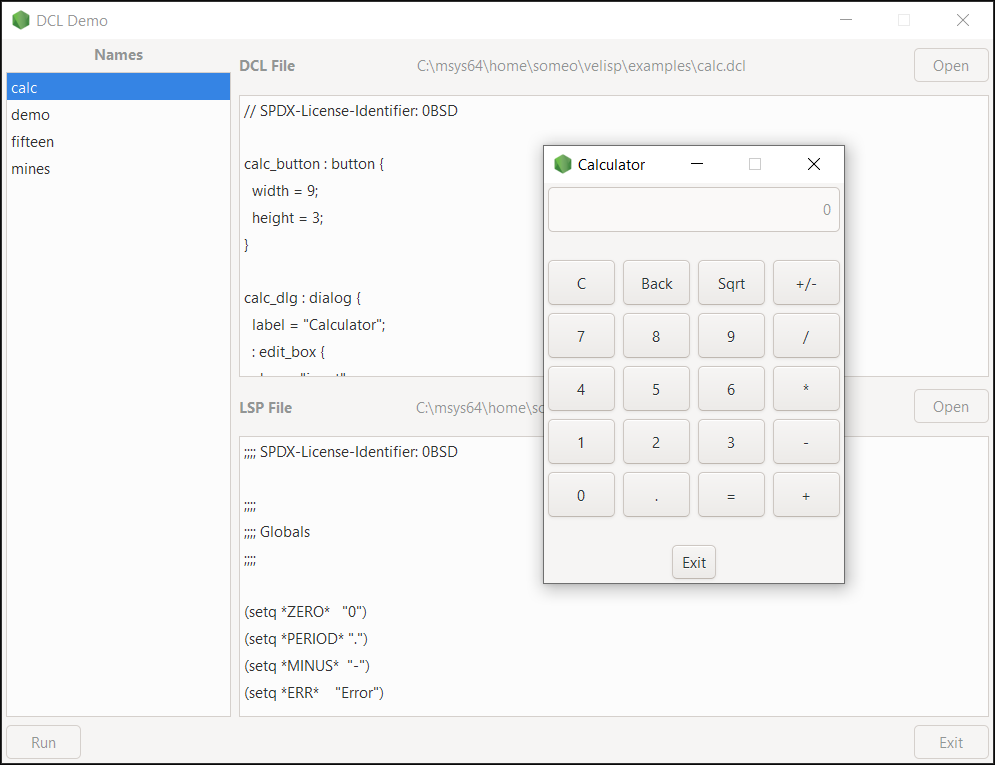 DCL Demo
Names
calc
demo
fifteen
mines
DCL File
C:\msys64\home\someo\velisp\examples\calc.dcl
Open
// SPDX-License-Identifier: 0BSD
calc_button : button {
width = 9;
height = 3;
}
calc_dlg : dialog {
label = "Calculator";
: edit_box {
LSP File
C:\msys64\home\so
Open
;;;; SPDX-License-Identifier: 0BSD
;;;;
;;;; Globals
;;;;
(setq *ZERO* "0")
(setq *PERIOD* ".")
(setq *MINUS* "-")
(setq *ERR* "Error")
Run
Exit
Calculator
0
C Back Sqrt +/-
7 8 9 /
4 5 6 *
1 2 3 -
0 . = +
Exit